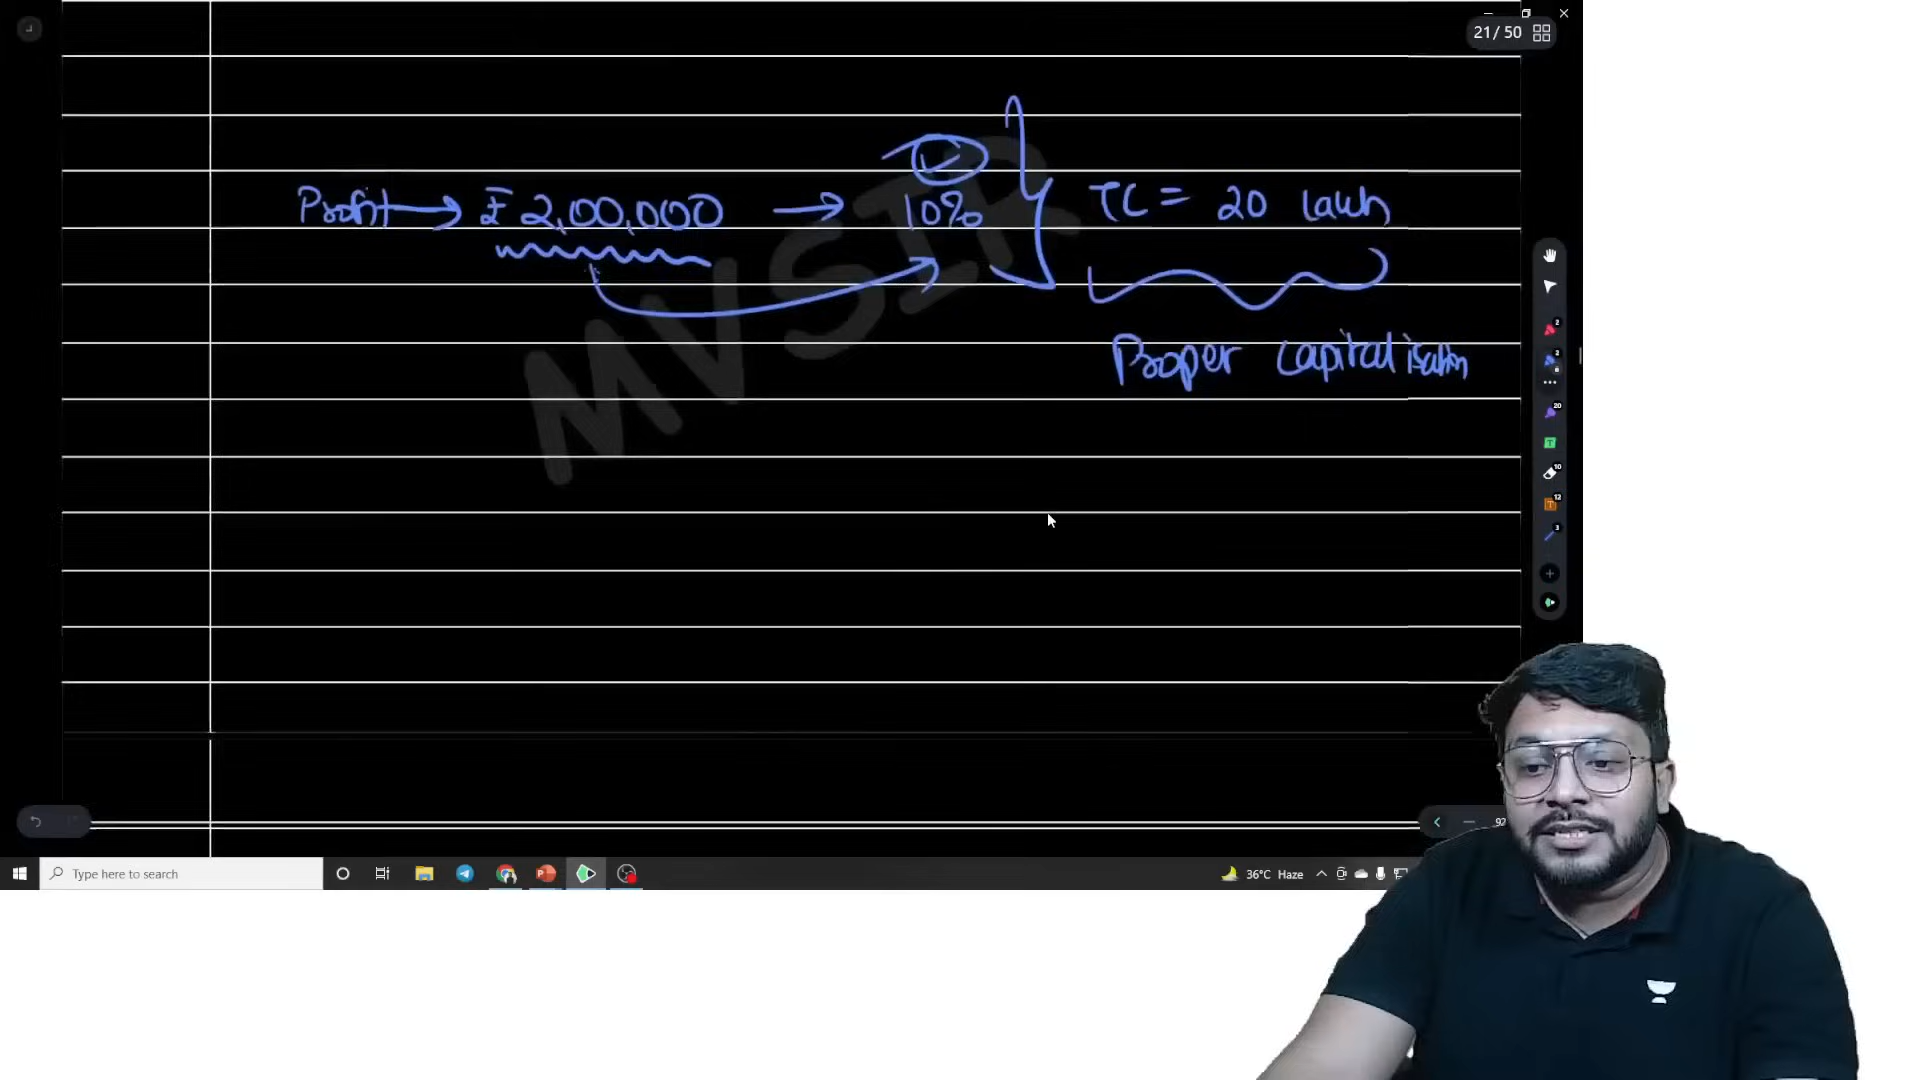 21/ 50
Profit → ₹ 2,00,000 → 10% TC = 20 lakh
Proper capitalisation
MVSIR
Type here to search
36°C Haze